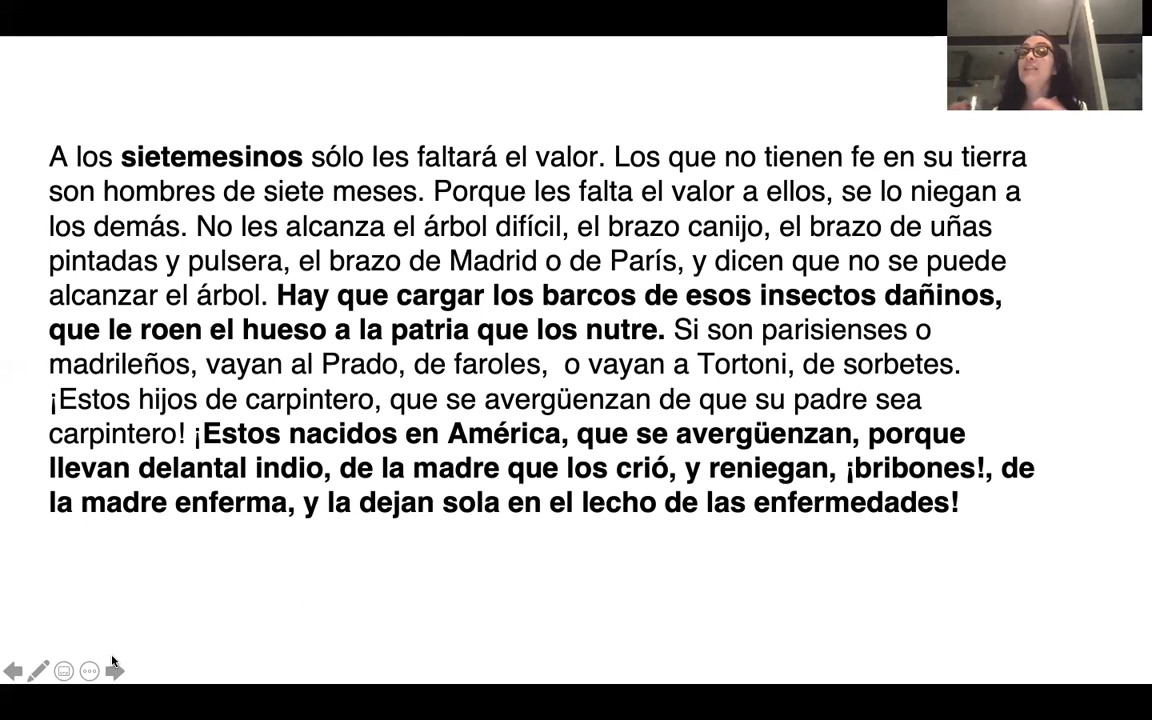 A los sietemesinos sólo les faltará el valor. Los que no tienen fe en su tierra
son hombres de siete meses. Porque les falta el valor a ellos, se lo niegan a
los demás. No les alcanza el árbol difícil, el brazo canijo, el brazo de uñas
pintadas y pulsera, el brazo de Madrid o de París, y dicen que no se puede
alcanzar el árbol. Hay que cargar los barcos de esos insectos dañinos,
que le roen el hueso a la patria que los nutre. Si son parisienses o
madrileños, vayan al Prado, de faroles,  o vayan a Tortoni, de sorbetes.
¡Estos hijos de carpintero, que se avergüenzan de que su padre sea
carpintero! ¡Estos nacidos en América, que se avergüenzan, porque
llevan delantal indio, de la madre que los crió, y reniegan, ¡bribones!, de
la madre enferma, y la dejan sola en el lecho de las enfermedades!